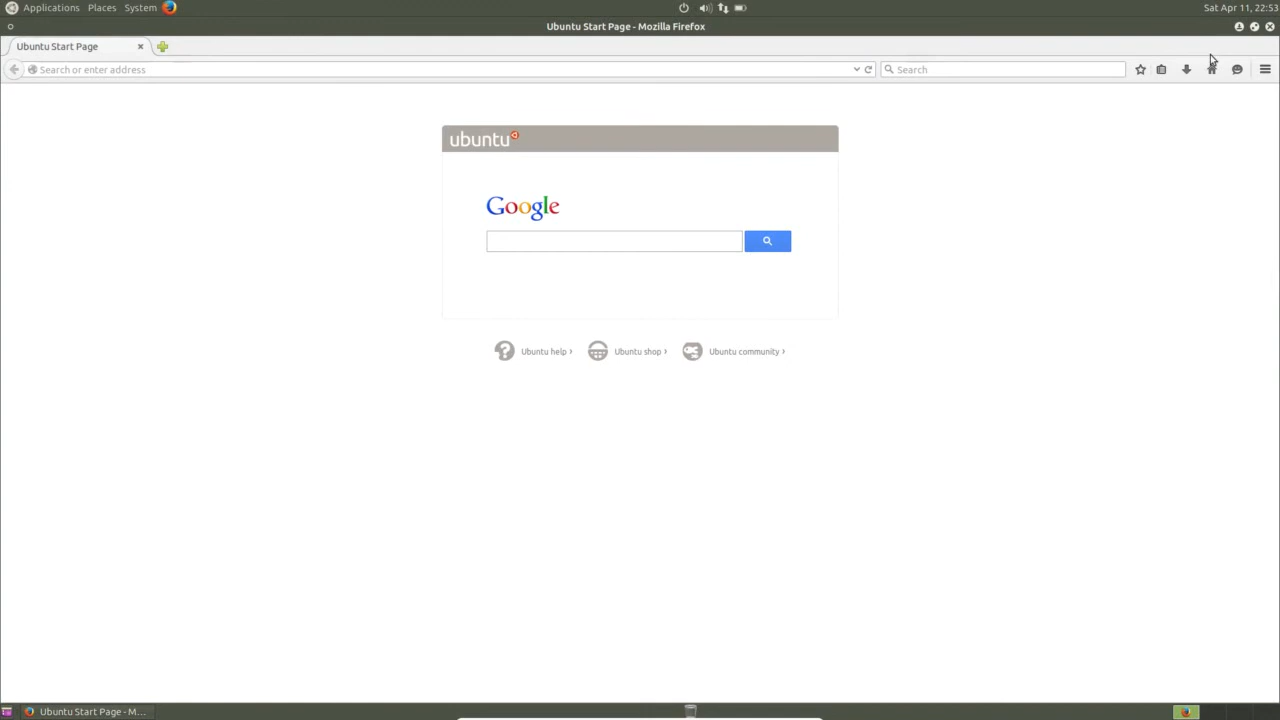 Applications Places System
Sat Apr 11, 22:53
Ubuntu Start Page - Mozilla Firefox
Ubuntu Start Page
Search or enter address
Search
ubuntu
Google
Ubuntu help ›
Ubuntu shop ›
Ubuntu community ›
Ubuntu Start Page - M...